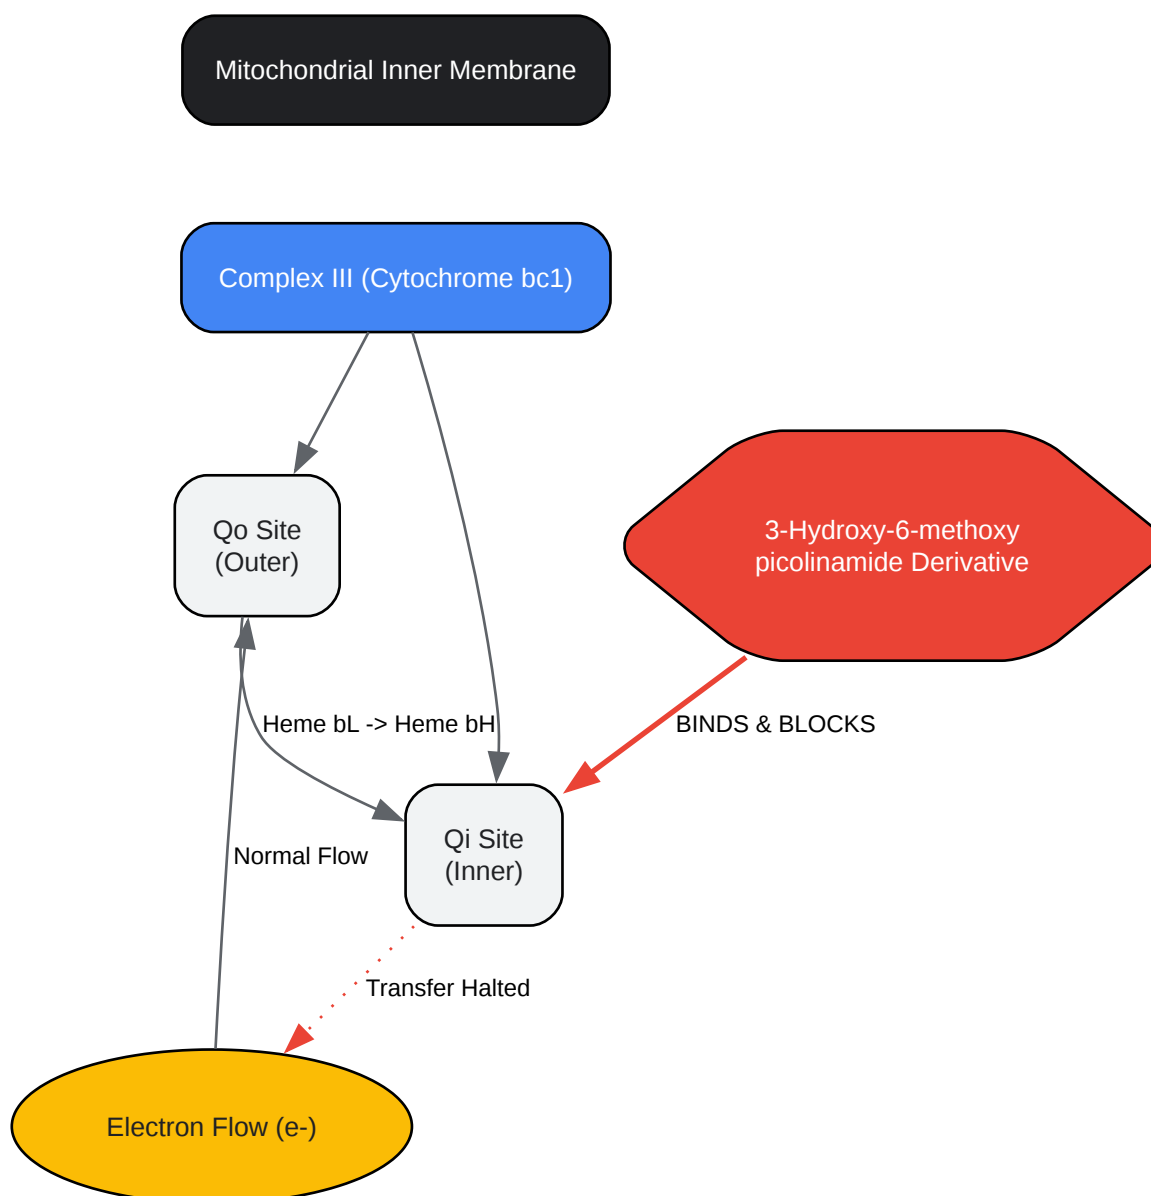 Mitochondrial Inner Membrane
Complex III (Cytochrome bc1)
Qo Site
(Outer)
3-Hydroxy-6-methoxy
picolinamide Derivative
Heme bL -> Heme bH
BINDS & BLOCKS
Qi Site
(Inner)
Normal Flow
Transfer Halted
Electron Flow (e-)